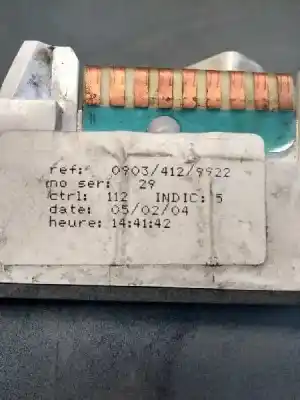 ref: 0903/412/9922
no ser: 29
ctrl: 112 INDIC: 5
date: 05/02/04
heure: 14:41:42